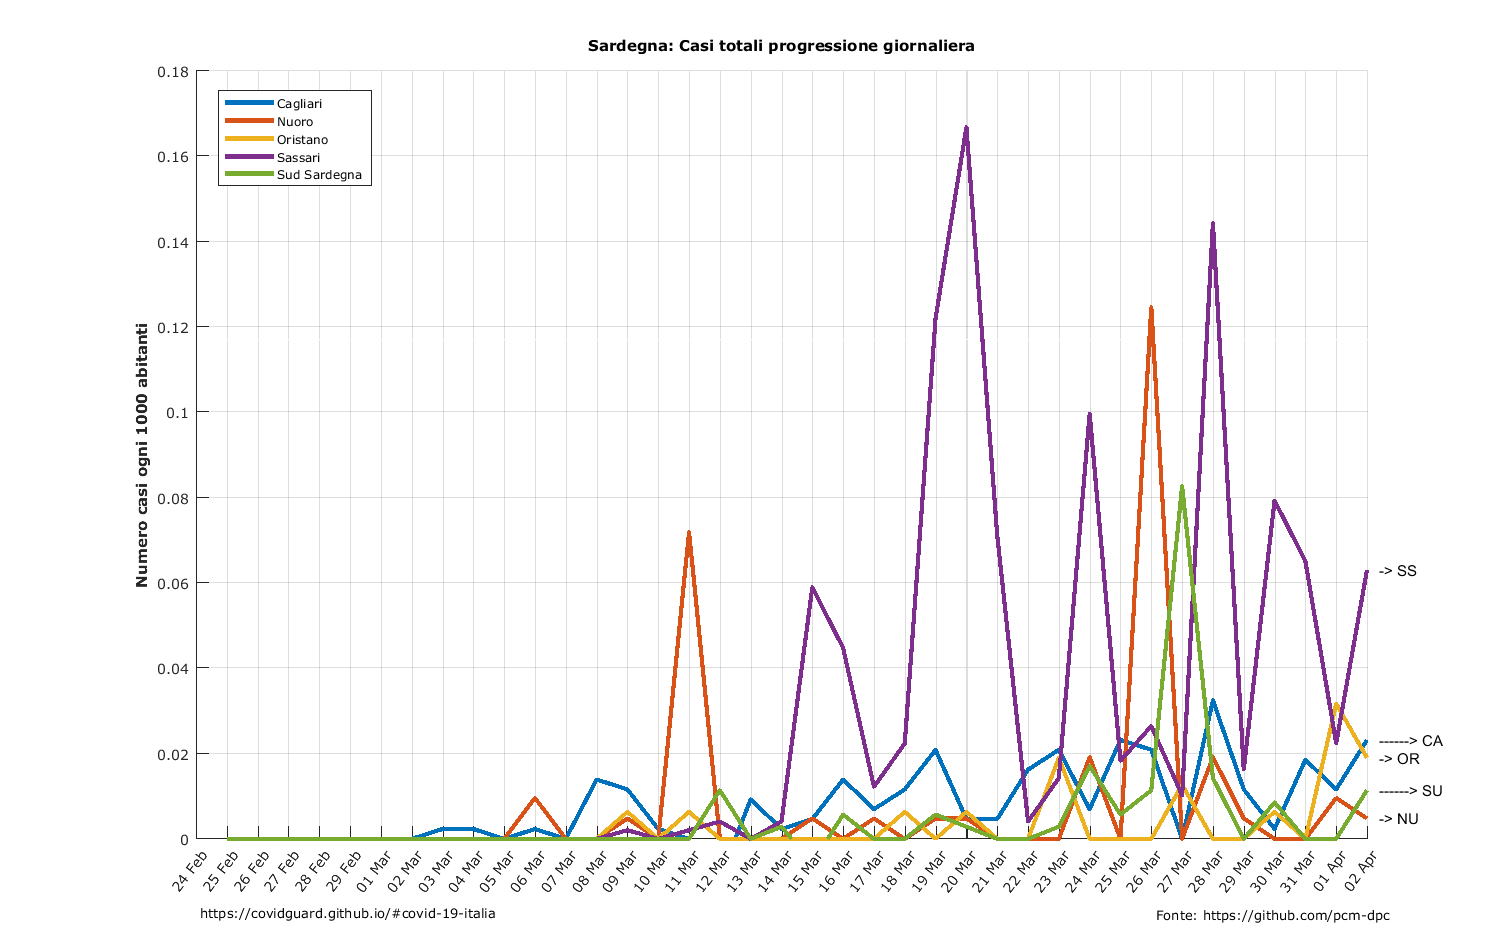 Sardegna: Casi totali progressione giornaliera
0.18
0.16
0.14
0.12
0.1
0.08
0.06
0.04
0.02
0
Numero casi ogni 1000 abitanti
Cagliari
Nuoro
Oristano
Sassari
Sud Sardegna
-> SS
------> CA
-> OR
------> SU
-> NU
24 Feb
25 Feb
26 Feb
27 Feb
28 Feb
29 Feb
01 Mar
02 Mar
03 Mar
04 Mar
05 Mar
06 Mar
07 Mar
08 Mar
09 Mar
10 Mar
11 Mar
12 Mar
13 Mar
14 Mar
15 Mar
16 Mar
17 Mar
18 Mar
19 Mar
20 Mar
21 Mar
22 Mar
23 Mar
24 Mar
25 Mar
26 Mar
27 Mar
28 Mar
29 Mar
30 Mar
31 Mar
01 Apr
02 Apr
https://covidguard.github.io/#covid-19-italia
Fonte: https://github.com/pcm-dpc